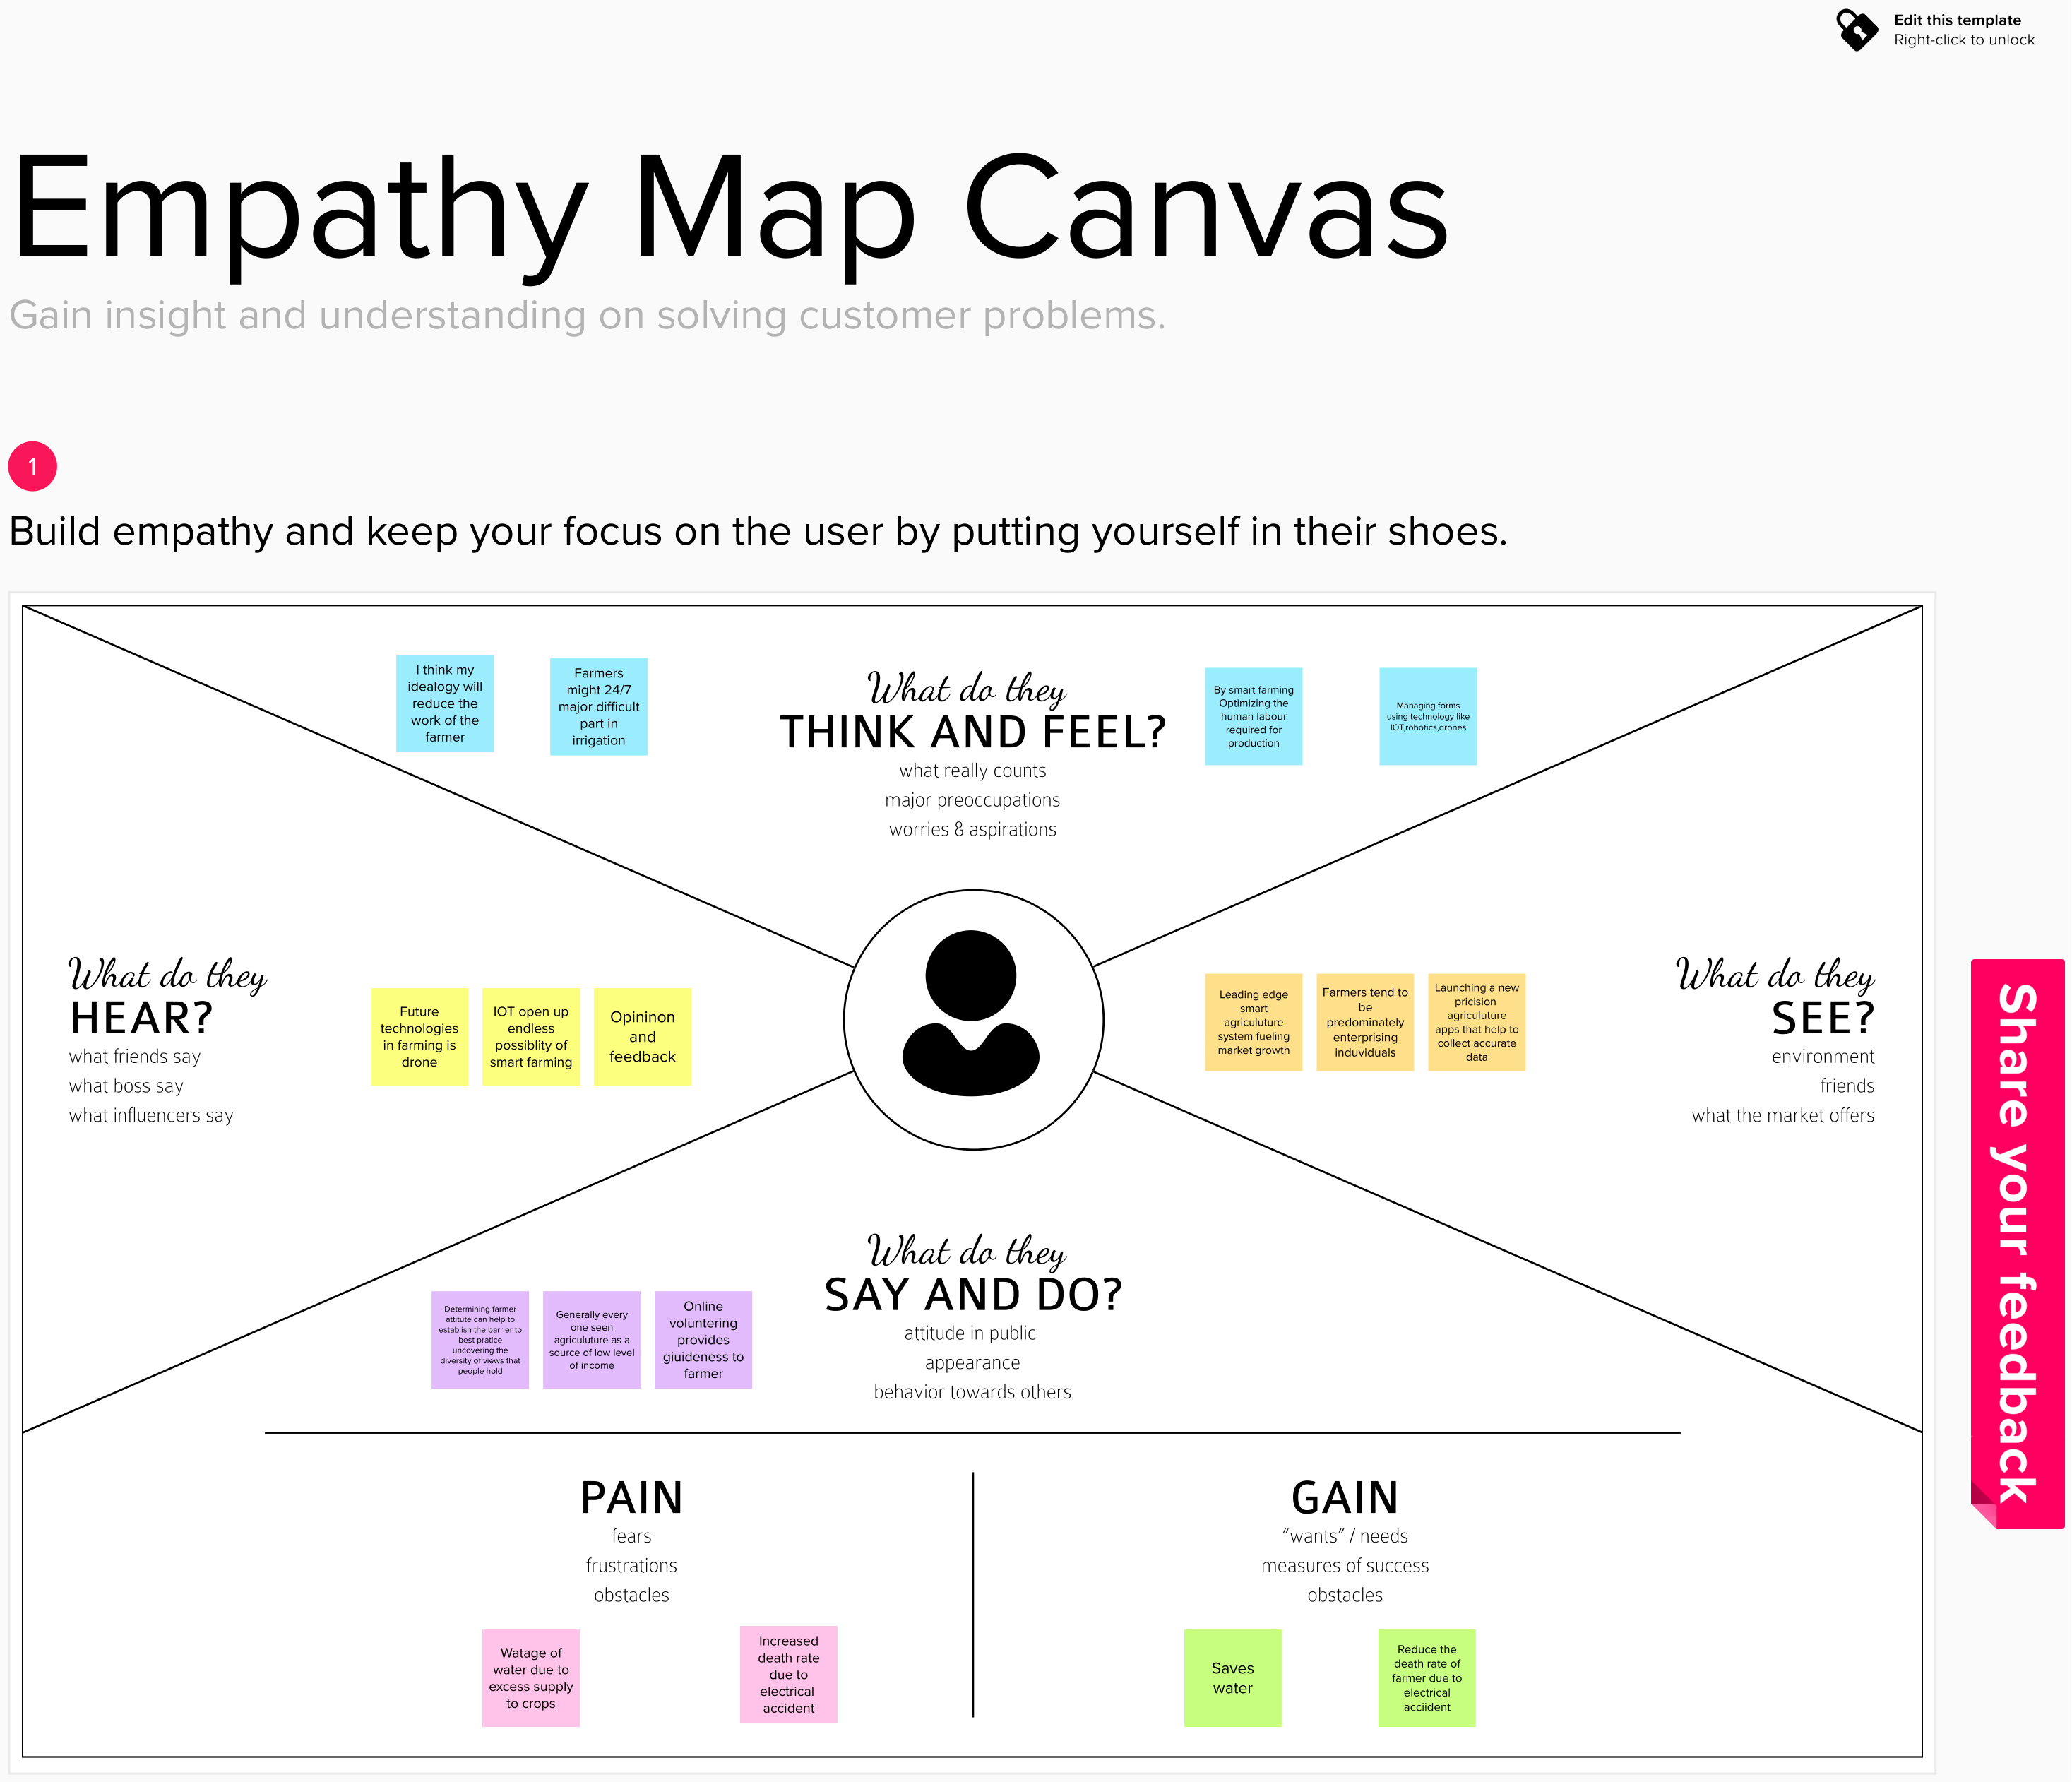 Edit this template
Right-click to unlock
Empathy Map Canvas
Gain insight and understanding on solving customer problems.
1
Build empathy and keep your focus on the user by putting yourself in their shoes.
I think my
idealogy will
reduce the
work of the
farmer
Farmers
might 24/7
major difficult
part in
irrigation
What do they
THINK AND FEEL?
what really counts
major preoccupations
worries & aspirations
By smart farming
Optimizing the
human labour
required for
production
Managing forms
using technology like
IOT,robotics,drones
What do they
HEAR?
what friends say
what boss say
what influencers say
Future
technologies
in farming is
drone
IOT open up
endless
possiblity of
smart farming
Opininon
and
feedback
Leading edge
smart
agriculuture
system fueling
market growth
Farmers tend to
be
predominately
enterprising
induviduals
Launching a new
pricision
agriculuture
apps that help to
collect accurate
data
What do they
SEE?
environment
friends
what the market offers
Share your feedback
What do they
SAY AND DO?
attitude in public
appearance
behavior towards others
Determining farmer
attitute can help to
establish the barrier to
best pratice
uncovering the
diversity of views that
people hold
Generally every
one seen
agriculuture as a
source of low level
of income
Online
voluntering
provides
giuideness to
farmer
PAIN
fears
frustrations
obstacles
Watage of
water due to
excess supply
to crops
Increased
death rate
due to
electrical
accident
GAIN
“wants” / needs
measures of success
obstacles
Saves
water
Reduce the
death rate of
farmer due to
electrical
acciident